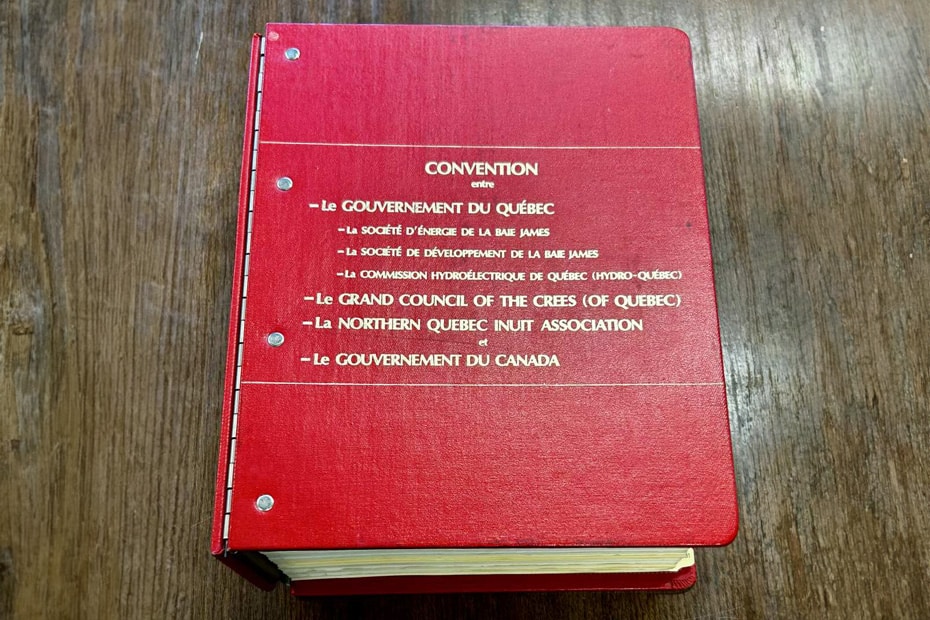 CONVENTION
entre
–Le GOUVERNEMENT DU QUÉBEC
–La SOCIÉTÉ D'ÉNERGIE DE LA BAIE JAMES
–La SOCIÉTÉ DE DÉVELOPPEMENT DE LA BAIE JAMES
–La COMMISSION HYDROÉLECTRIQUE DE QUÉBEC (HYDRO-QUÉBEC)
–Le GRAND COUNCIL OF THE CREES (OF QUEBEC)
–La NORTHERN QUEBEC INUIT ASSOCIATION
et
–Le GOUVERNEMENT DU CANADA